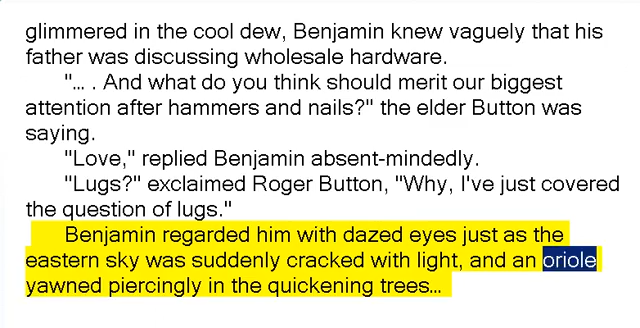 glimmered in the cool dew, Benjamin knew vaguely that his
father was discussing wholesale hardware.
"... . And what do you think should merit our biggest
attention after hammers and nails?" the elder Button was
saying.
"Love," replied Benjamin absent-mindedly.
"Lugs?" exclaimed Roger Button, "Why, I've just covered
the question of lugs."
Benjamin regarded him with dazed eyes just as the
eastern sky was suddenly cracked with light, and an oriole
yawned piercingly in the quickening trees...